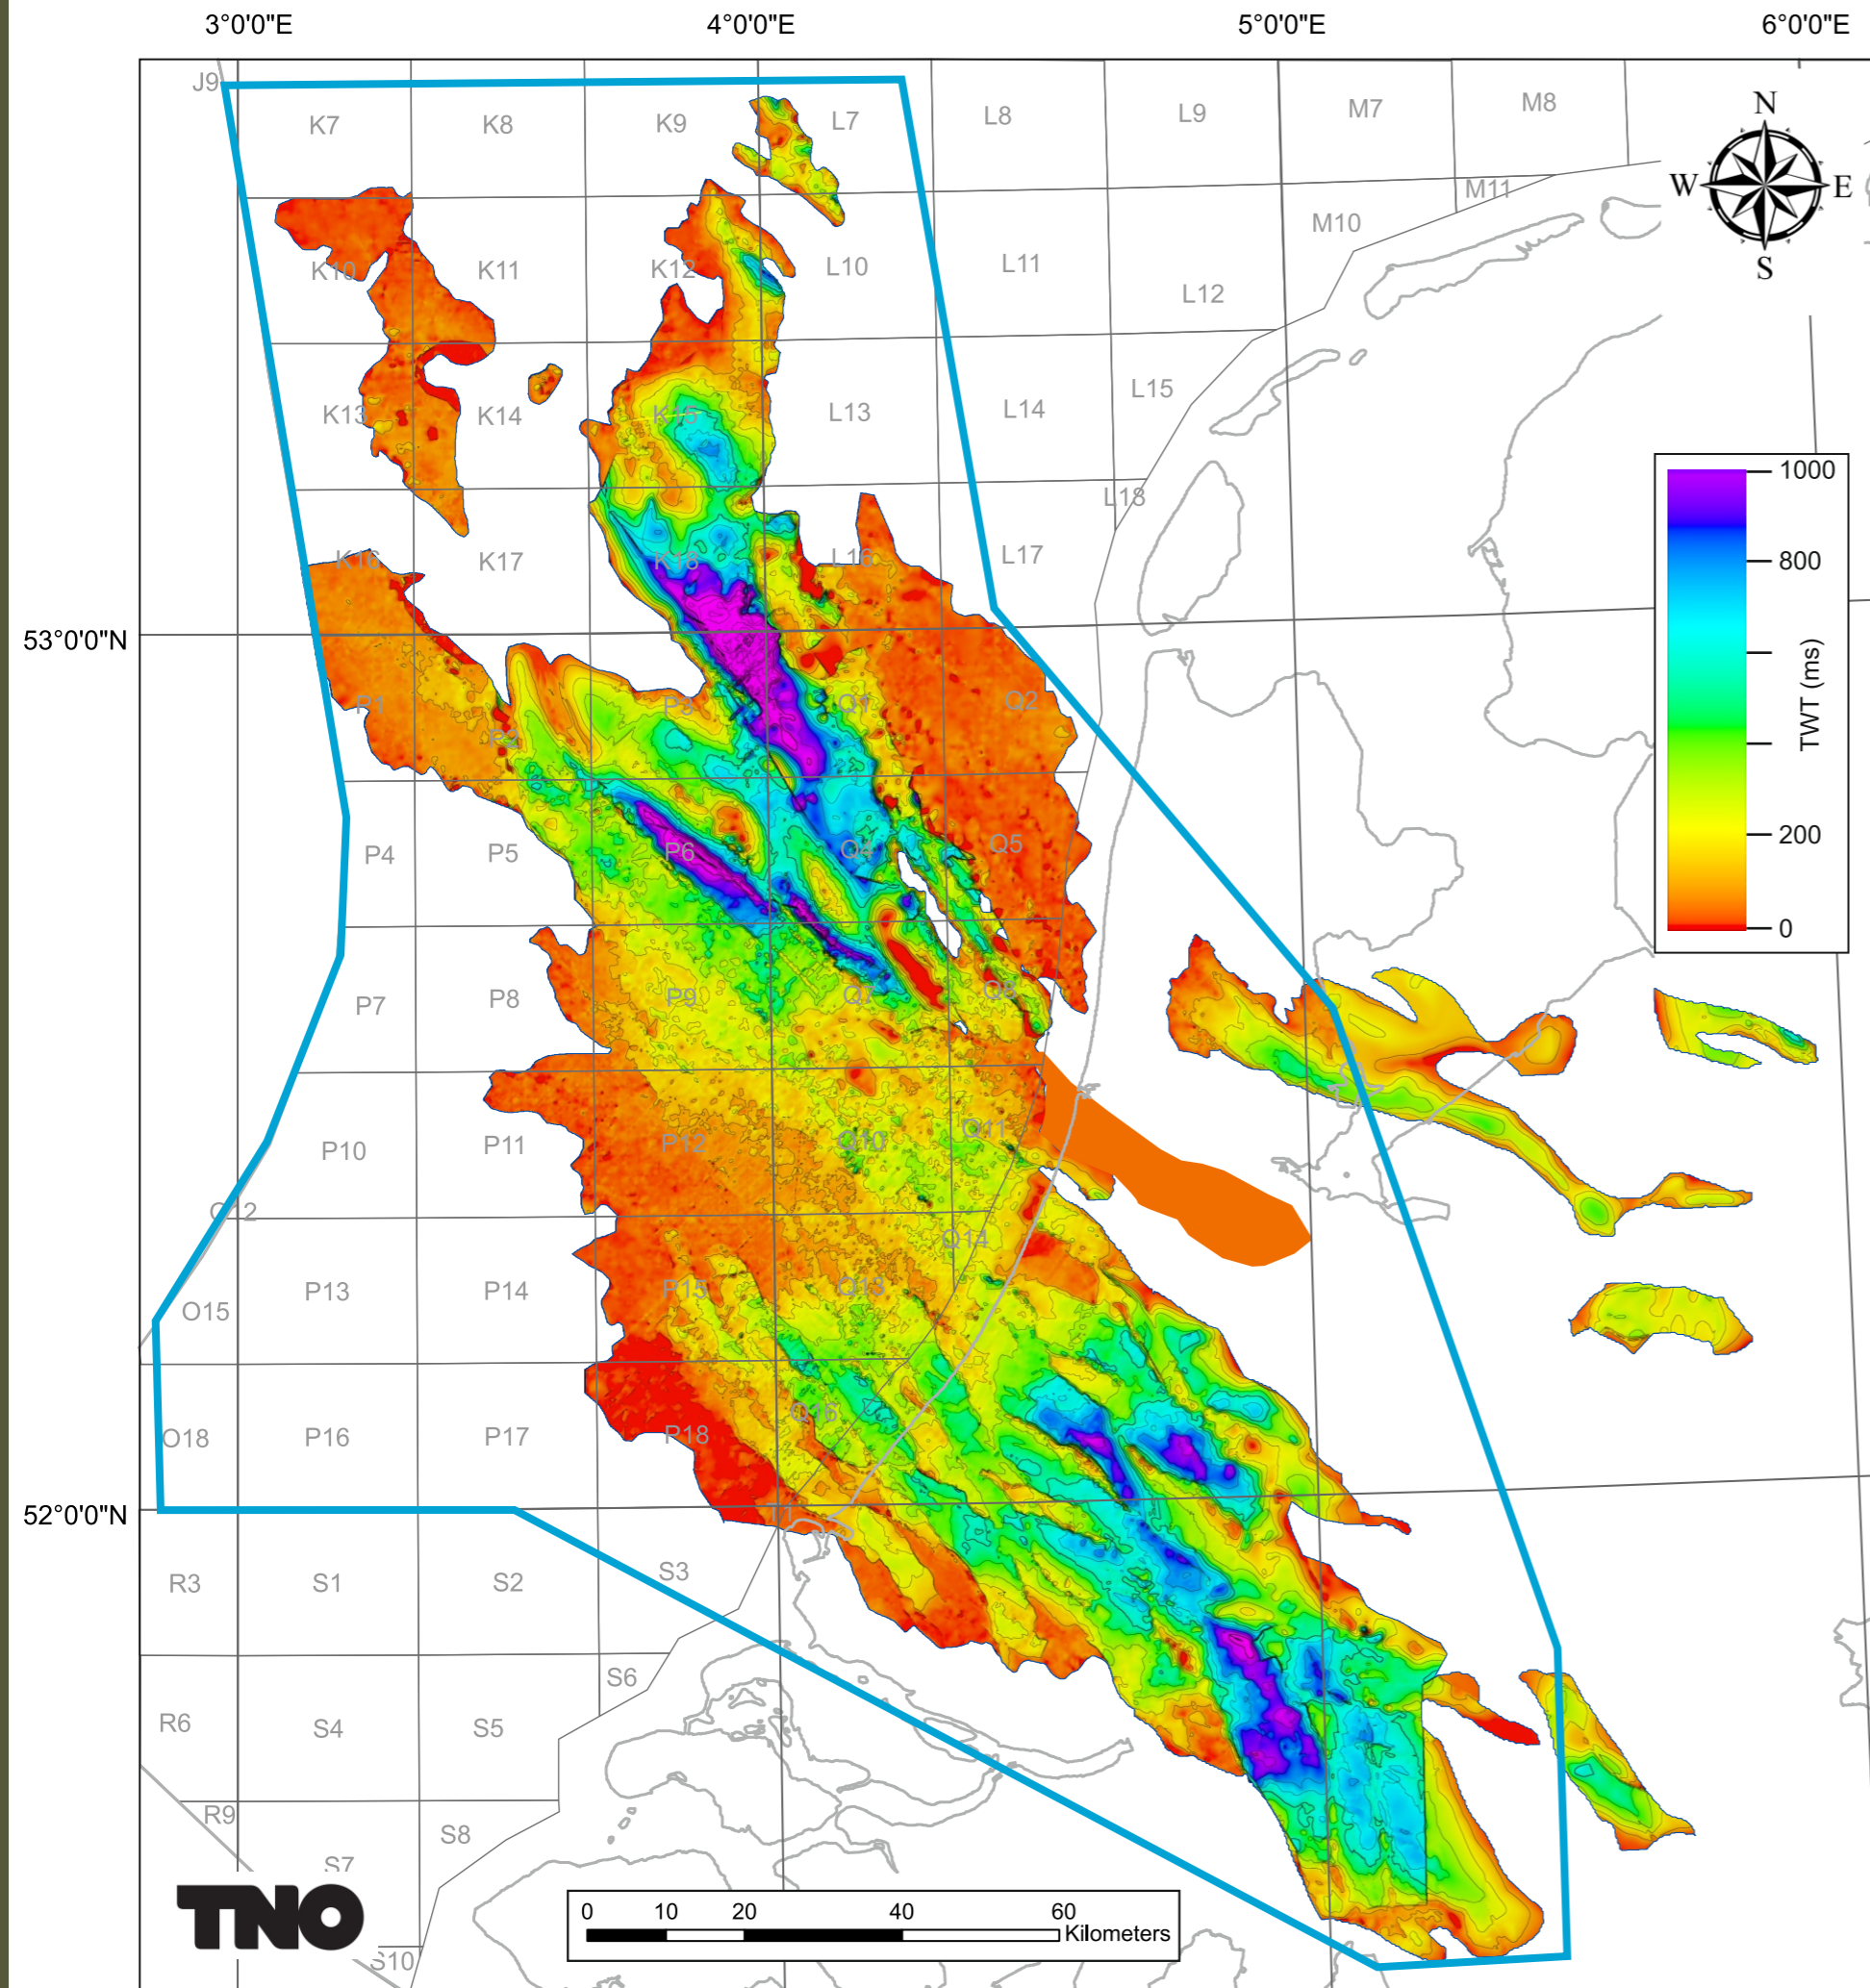 3°0'0"E 4°0'0"E 5°0'0"E 6°0'0"E
J9 K7 K8 K9 L7 L8 L9 M7 M8
N
W E
S
M11
M10
K10 K11 K12 L10 L11 L12
K13 K14 K15 L13 L14 L15
L18
K16 K17 K18 L16 L17
53°0'0"N
P1 P2 P3 Q1 Q2
P4 P5 P6 Q4 Q5
P7 P8 P9 Q7 Q8
P10 P11 P12 Q10 Q11
Q14
O15 P13 P14 P15 Q13
O18 P16 P17 P18 Q16
52°0'0"N
R3 S1 S2 S3
S6
R6 S4 S5
R9 S8
S7
S10
1000
800
200
0
TWT (ms)
TNO
0 10 20 40 60
Kilometers